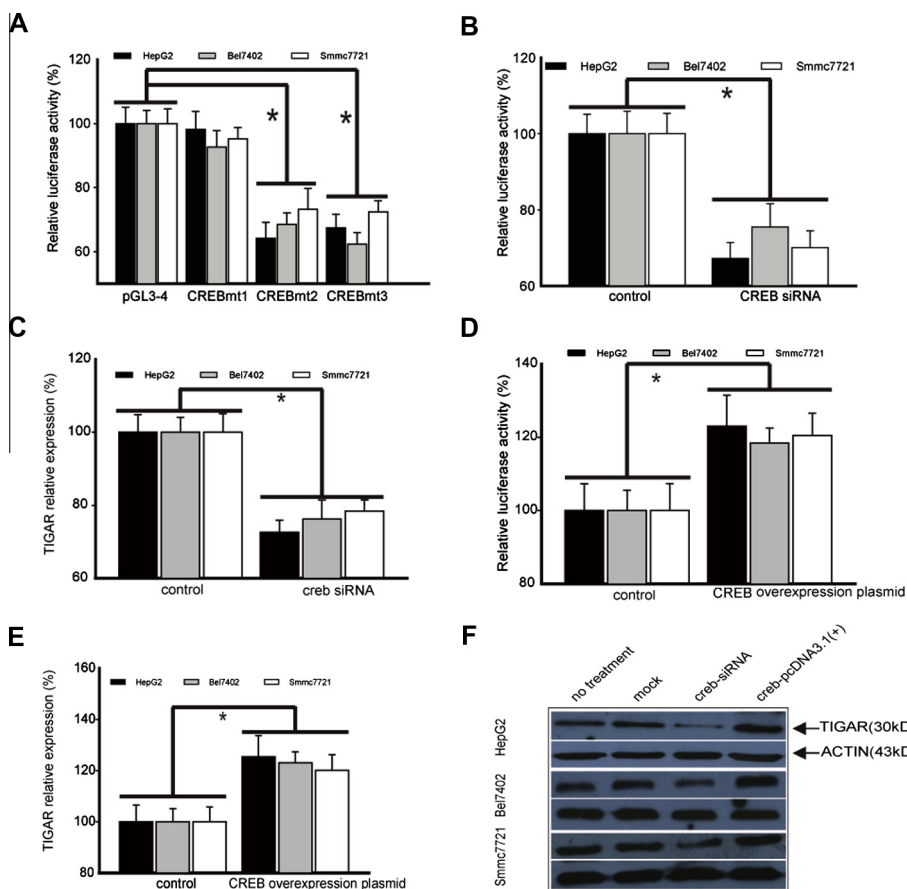 A
HepG2 Bel7402 Smmc7721
Relative luciferase activity (%)
120
100
80
60
* *
pGL3-4 CREBmt1 CREBmt2 CREBmt3
B
HepG2 Bel7402 Smmc7721
Relative luciferase activity (%)
120
100
80
60
*
control CREB siRNA
C
HepG2 Bel7402 Smmc7721
TIGAR relative expression (%)
120
100
80
60
*
control creb siRNA
D
HepG2 Bel7402 Smmc7721
Relative luciferase activity (%)
140
120
100
80
*
control CREB overexpression plasmid
E
HepG2 Bel7402 Smmc7721
TIGAR relative expression (%)
160
140
120
100
80
*
control CREB overexpression plasmid
F
no treatment mock creb-siRNA creb-pcDNA3.1(+)
HepG2
TIGAR(30kD
ACTIN(43kD
Bel7402
Smmc7721